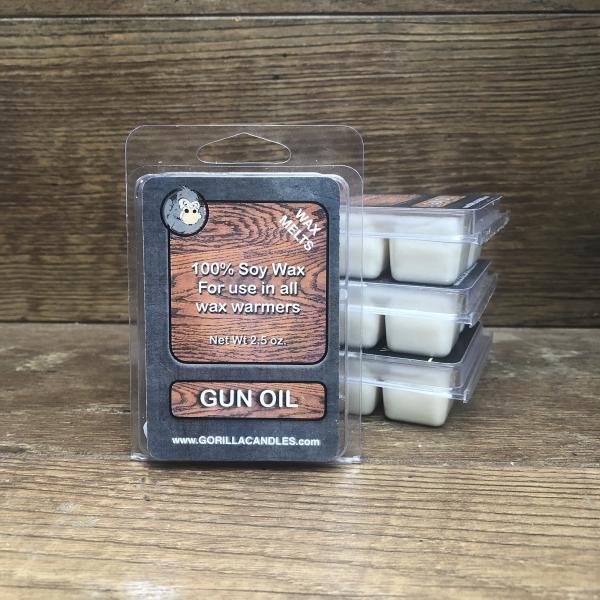 WAX
MELTS
100% Soy Wax
For use in all
wax warmers
Net Wt 2.5 oz.
GUN OIL
www.GORILLACANDLES.com